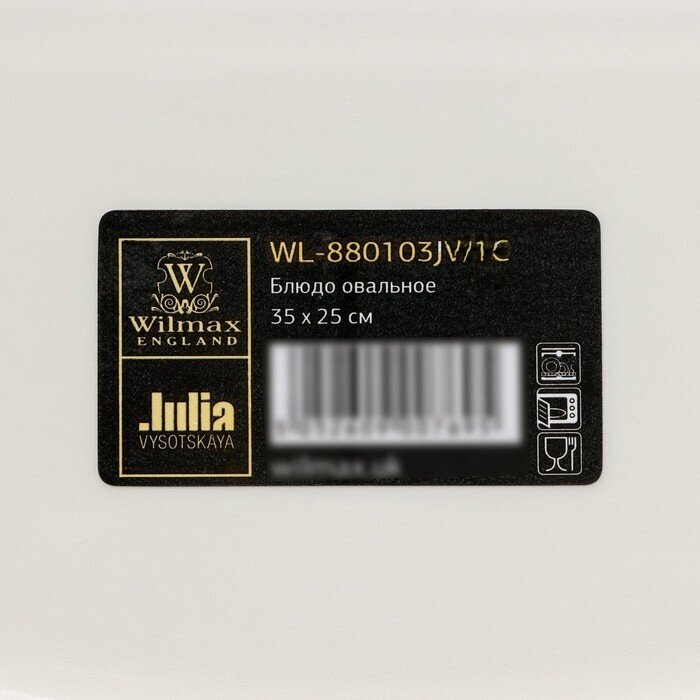 W
Wilmax
ENGLAND
Julia
VYSOTSKAYA
WL-880103JV/1C
Блюдо овальное
35 x 25 см